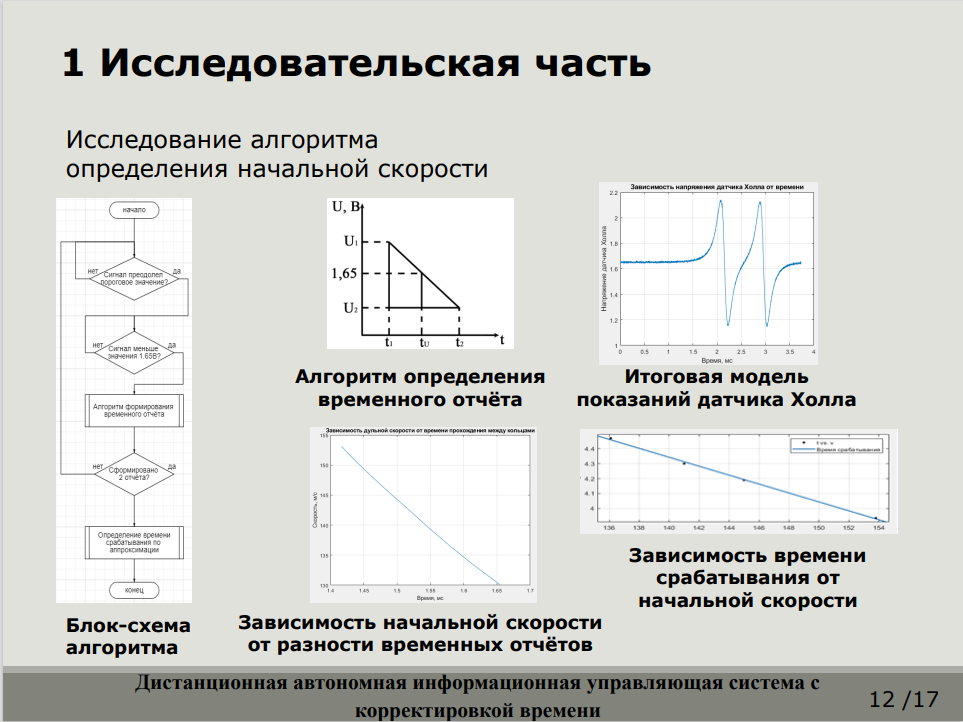 1 Исследовательская часть
Исследование алгоритма
определения начальной скорости
начало
нет
да
Сигнал преодолел
пороговое значение?
нет
да
Сигнал меньше
значения 1.65В?
Алгоритм формирования
временного отчёта
нет
да
Сформировано
2 отчёта?
Определение времени
срабатывания по
аппроксимации
конец
Блок-схема
алгоритма
U, В
U₁
1,65
U₂
t₁ tᵤ t₂ t
Алгоритм определения
временного отчёта
Зависимость напряжения датчика Холла от времени
Напряжение датчика Холла
2.2
2
1.8
1.6
1.4
1.2
1
0 0.5 1 1.5 2 2.5 3 3.5 4
Время, мс
Итоговая модель
показаний датчика Холла
Зависимость дульной скорости от времени прохождения между кольцами
Скорость, м/с
155
150
145
140
135
130
1.4 1.45 1.5 1.55 1.6 1.65 1.7
Время, мс
Зависимость начальной скорости
от разности временных отчётов
t vs. v
Время срабатывания
4.4
4.3
4.2
4.1
4
136 138 140 142 144 146 148 150 152 154
Зависимость времени
срабатывания от
начальной скорости
Дистанционная автономная информационная управляющая система с
корректировкой времени
12 /17